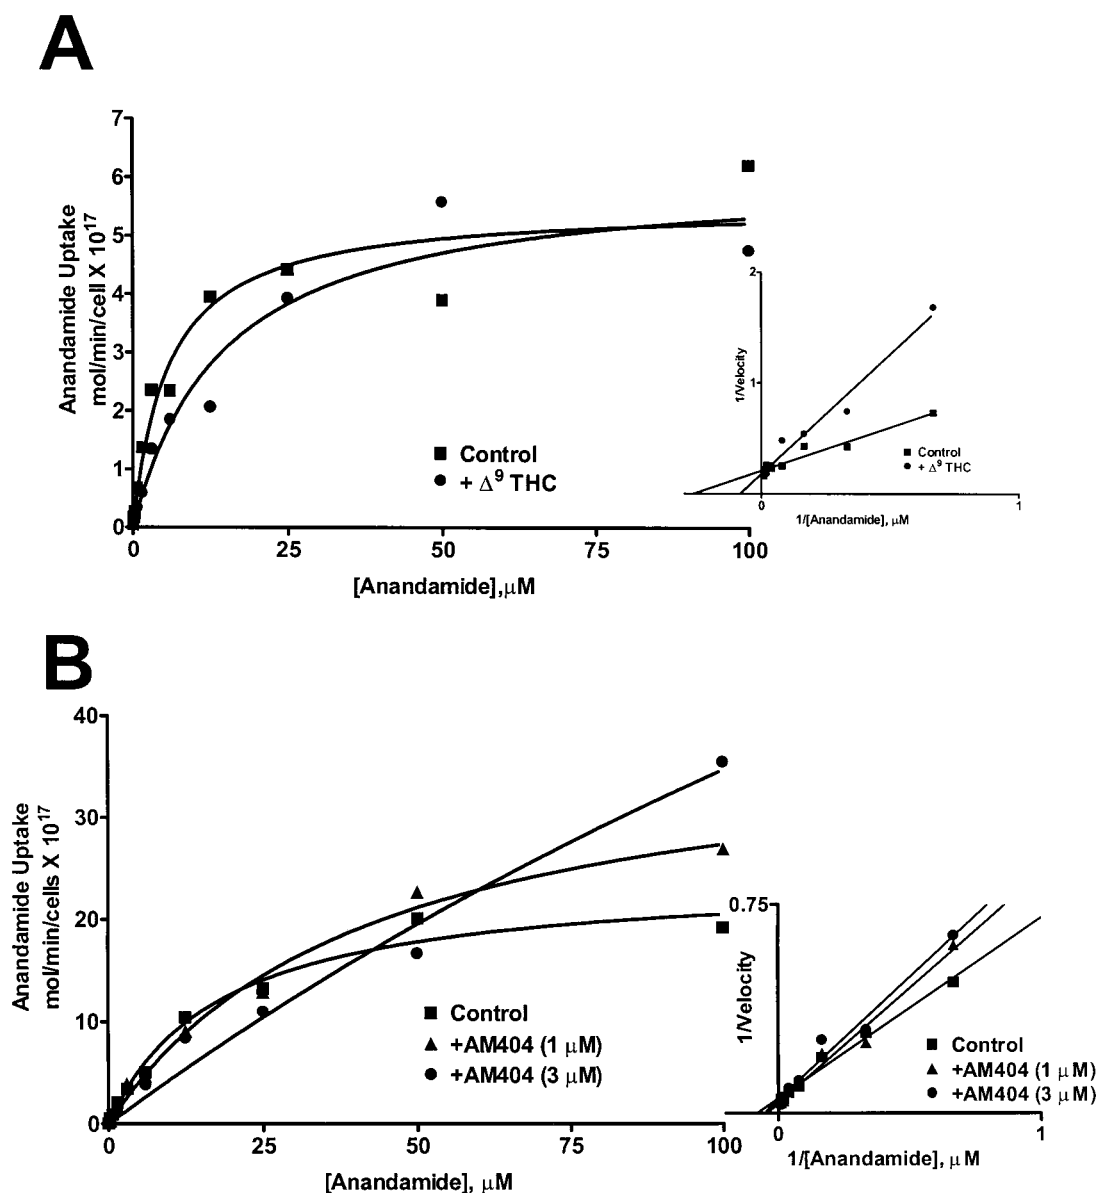 A
Anandamide Uptake
mol/min/cell X 10^17
7
6
5
4
3
2
1
0
0 25 50 75 100
[Anandamide],μM
■ Control
● + Δ^9 THC
1/Velocity
2
1
0 1
1/[Anandamide], μM
■ Control
● + Δ^9 THC
B
Anandamide Uptake
mol/min/cells X 10^17
40
30
20
10
0
0 25 50 75 100
[Anandamide], μM
■ Control
▲ +AM404 (1 μM)
● +AM404 (3 μM)
1/Velocity
0.75
0 1
1/[Anandamide], μM
■ Control
▲ +AM404 (1 μM)
● +AM404 (3 μM)